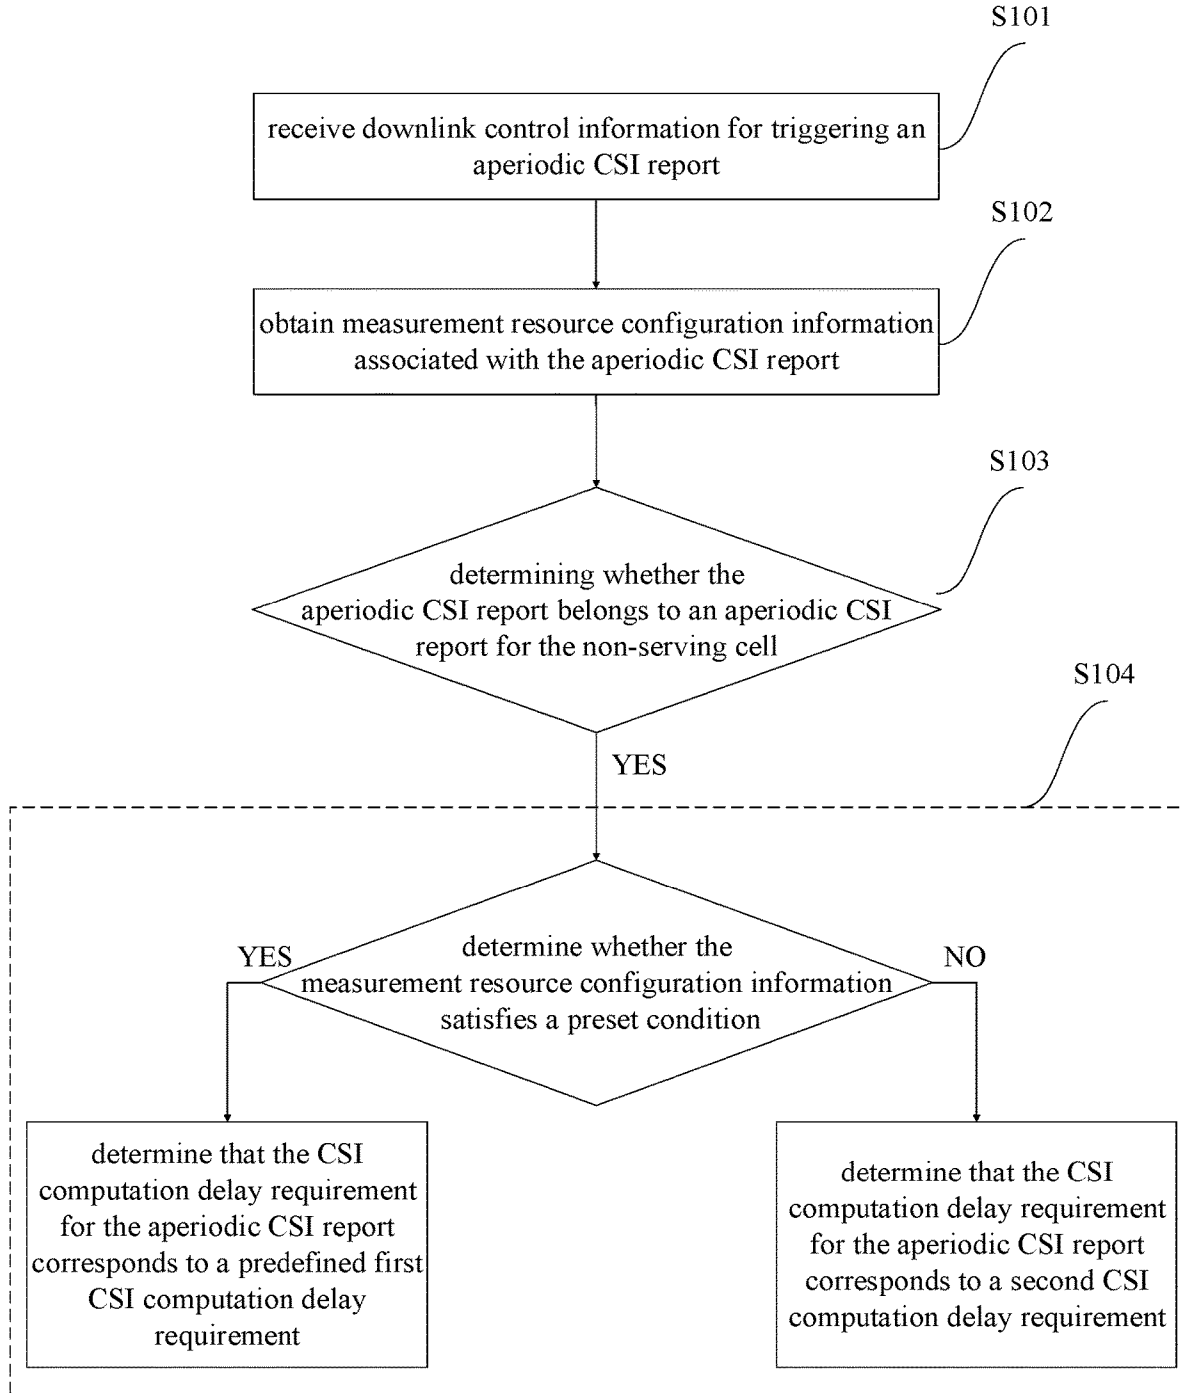 S101
receive downlink control information for triggering an
aperiodic CSI report
S102
obtain measurement resource configuration information
associated with the aperiodic CSI report
S103
determining whether the
aperiodic CSI report belongs to an aperiodic CSI
report for the non-serving cell
S104
YES
YES
determine whether the
measurement resource configuration information
satisfies a preset condition
NO
determine that the CSI
computation delay requirement
for the aperiodic CSI report
corresponds to a predefined first
CSI computation delay
requirement
determine that the CSI
computation delay requirement
for the aperiodic CSI report
corresponds to a second CSI
computation delay requirement